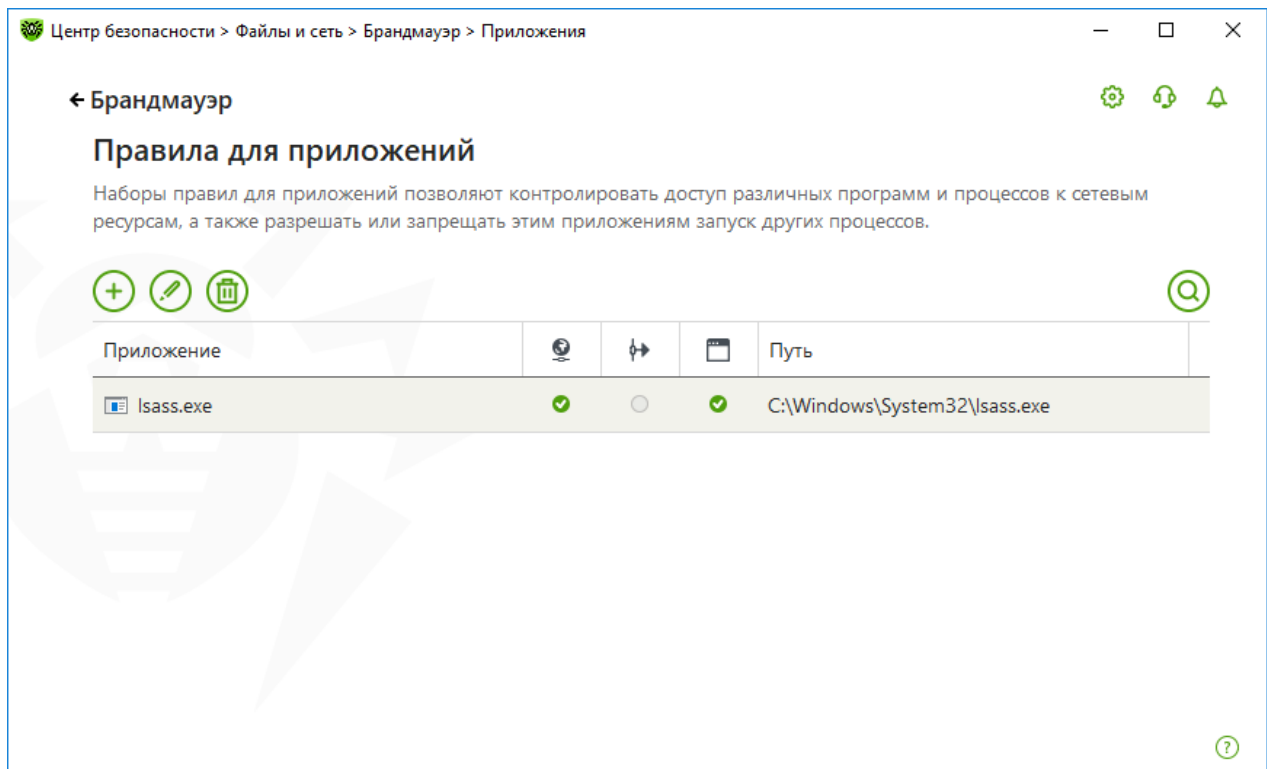 Центр безопасности > Файлы и сеть > Брандмауэр > Приложения
Брандмауэр
Правила для приложений
Наборы правил для приложений позволяют контролировать доступ различных программ и процессов к сетевым
ресурсам, а также разрешать или запрещать этим приложениям запуск других процессов.
Приложение Путь
lsass.exe C:\Windows\System32\lsass.exe
?